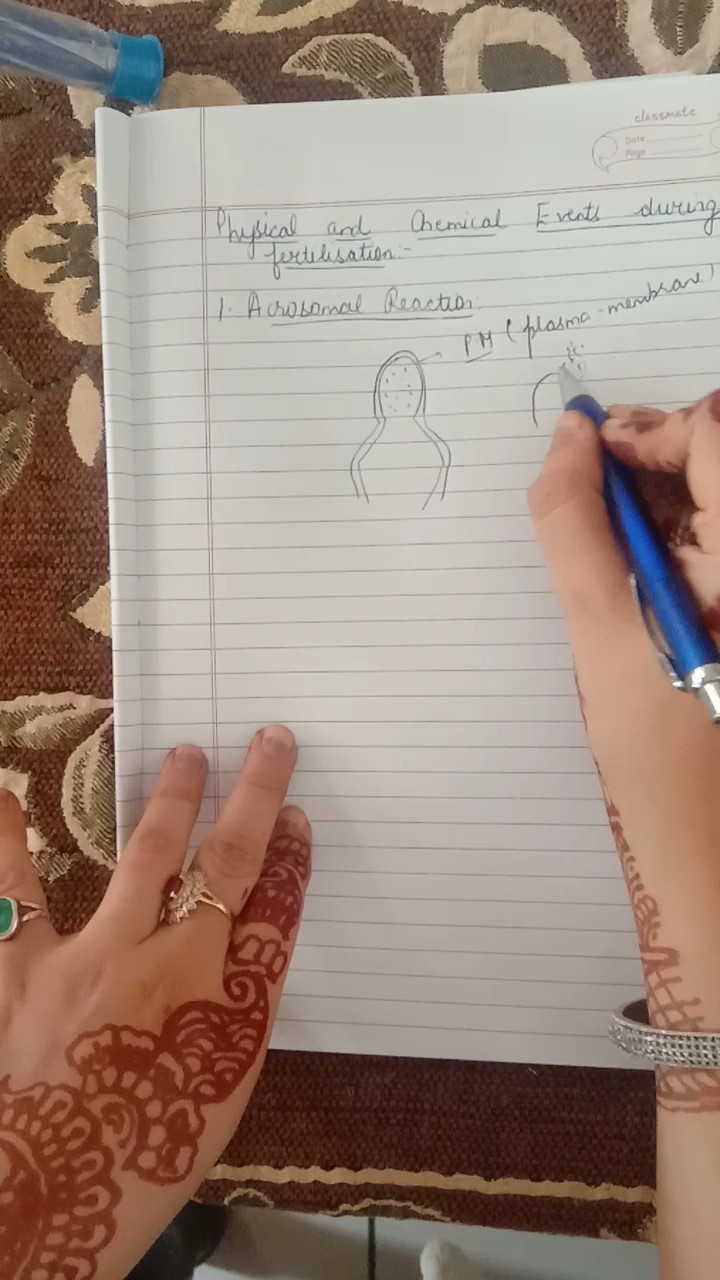 classmate
Date
Page
Physical and Chemical Events during
fertilisation:-
1. Acrosomal Reaction:
PM (plasma-membrane)